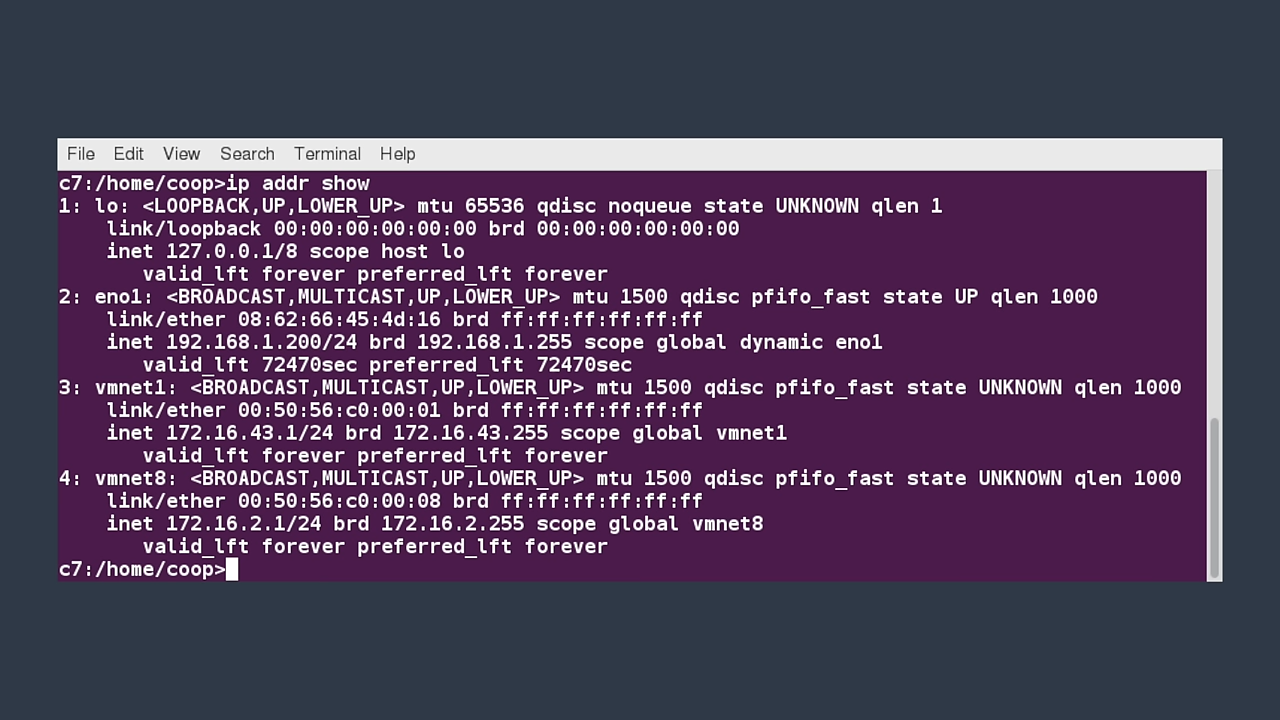 File Edit View Search Terminal Help
c7:/home/coop>ip addr show
1: lo: <LOOPBACK,UP,LOWER_UP> mtu 65536 qdisc noqueue state UNKNOWN qlen 1
    link/loopback 00:00:00:00:00:00 brd 00:00:00:00:00:00
    inet 127.0.0.1/8 scope host lo
       valid_lft forever preferred_lft forever
2: eno1: <BROADCAST,MULTICAST,UP,LOWER_UP> mtu 1500 qdisc pfifo_fast state UP qlen 1000
    link/ether 08:62:66:45:4d:16 brd ff:ff:ff:ff:ff:ff
    inet 192.168.1.200/24 brd 192.168.1.255 scope global dynamic eno1
       valid_lft 72470sec preferred_lft 72470sec
3: vmnet1: <BROADCAST,MULTICAST,UP,LOWER_UP> mtu 1500 qdisc pfifo_fast state UNKNOWN qlen 1000
    link/ether 00:50:56:c0:00:01 brd ff:ff:ff:ff:ff:ff
    inet 172.16.43.1/24 brd 172.16.43.255 scope global vmnet1
       valid_lft forever preferred_lft forever
4: vmnet8: <BROADCAST,MULTICAST,UP,LOWER_UP> mtu 1500 qdisc pfifo_fast state UNKNOWN qlen 1000
    link/ether 00:50:56:c0:00:08 brd ff:ff:ff:ff:ff:ff
    inet 172.16.2.1/24 brd 172.16.2.255 scope global vmnet8
       valid_lft forever preferred_lft forever
c7:/home/coop>